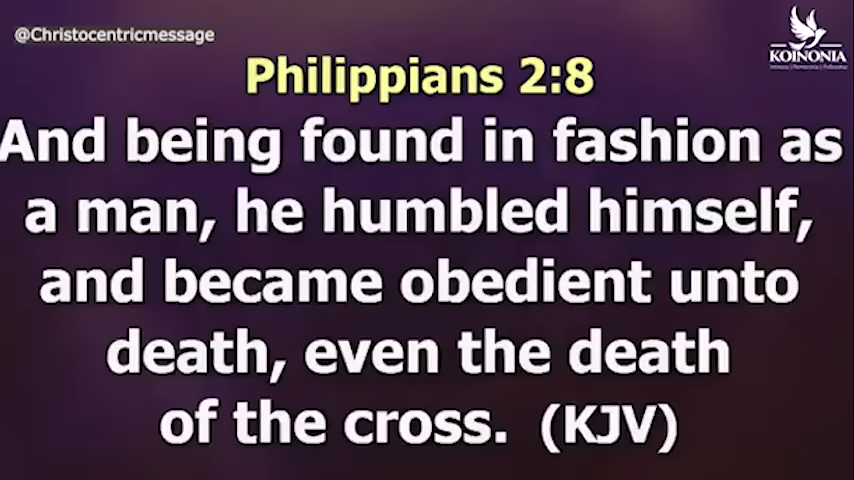 @Christocentricmessage
KOINONIA
Philippians 2:8
And being found in fashion as
a man, he humbled himself,
and became obedient unto
death, even the death
of the cross. (KJV)